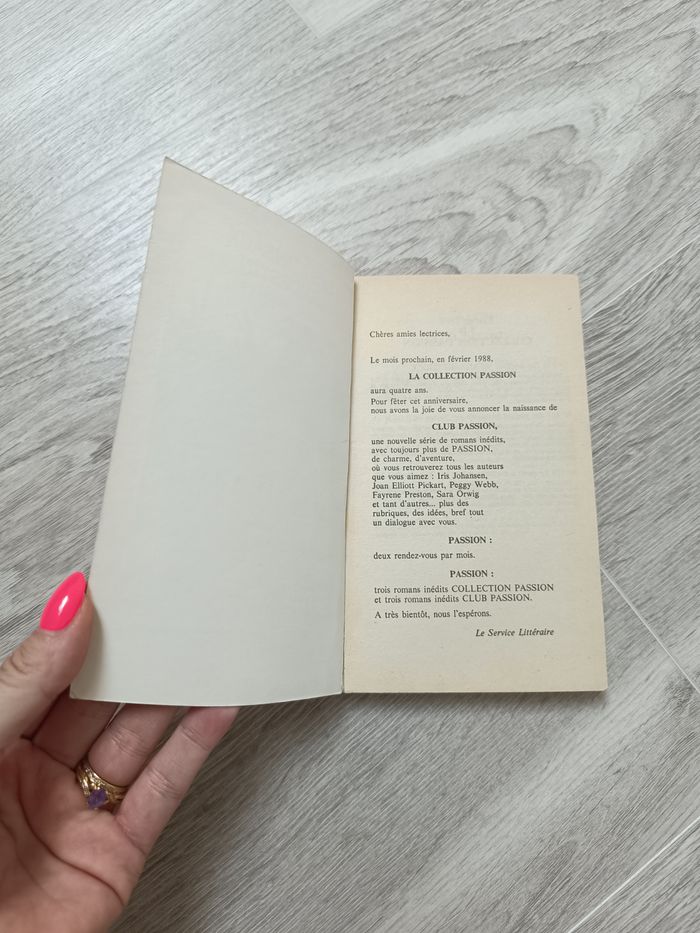 Chères amies lectrices,
Le mois prochain, en février 1988,
LA COLLECTION PASSION
aura quatre ans.
Pour fêter cet anniversaire,
nous avons la joie de vous annoncer la naissance de
CLUB PASSION,
une nouvelle série de romans inédits,
avec toujours plus de PASSION,
de charme, d'aventure,
où vous retrouverez tous les auteurs
que vous aimez : Iris Johansen,
Joan Elliott Pickart, Peggy Webb,
Fayrene Preston, Sara Orwig
et tant d'autres... plus des
rubriques, des idées, bref tout
un dialogue avec vous.
PASSION :
deux rendez-vous par mois.
PASSION :
trois romans inédits COLLECTION PASSION
et trois romans inédits CLUB PASSION.
A très bientôt, nous l'espérons.
Le Service Littéraire